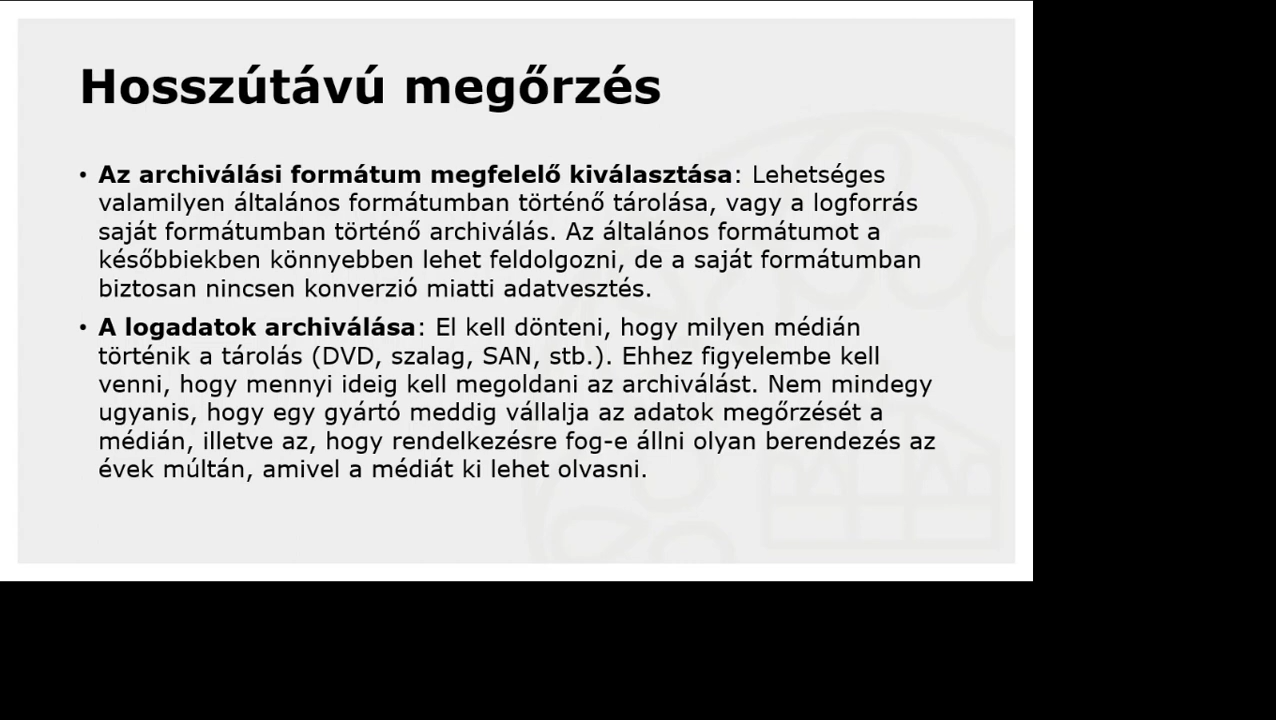 Hosszútávú megőrzés
• Az archiválási formátum megfelelő kiválasztása: Lehetséges
valamilyen általános formátumban történő tárolása, vagy a logforrás
saját formátumban történő archiválás. Az általános formátumot a
későbbiekben könnyebben lehet feldolgozni, de a saját formátumban
biztosan nincsen konverzió miatti adatvesztés.
• A logadatok archiválása: El kell dönteni, hogy milyen médián
történik a tárolás (DVD, szalag, SAN, stb.). Ehhez figyelembe kell
venni, hogy mennyi ideig kell megoldani az archiválást. Nem mindegy
ugyanis, hogy egy gyártó meddig vállalja az adatok megőrzését a
médián, illetve az, hogy rendelkezésre fog-e állni olyan berendezés az
évek múltán, amivel a médiát ki lehet olvasni.